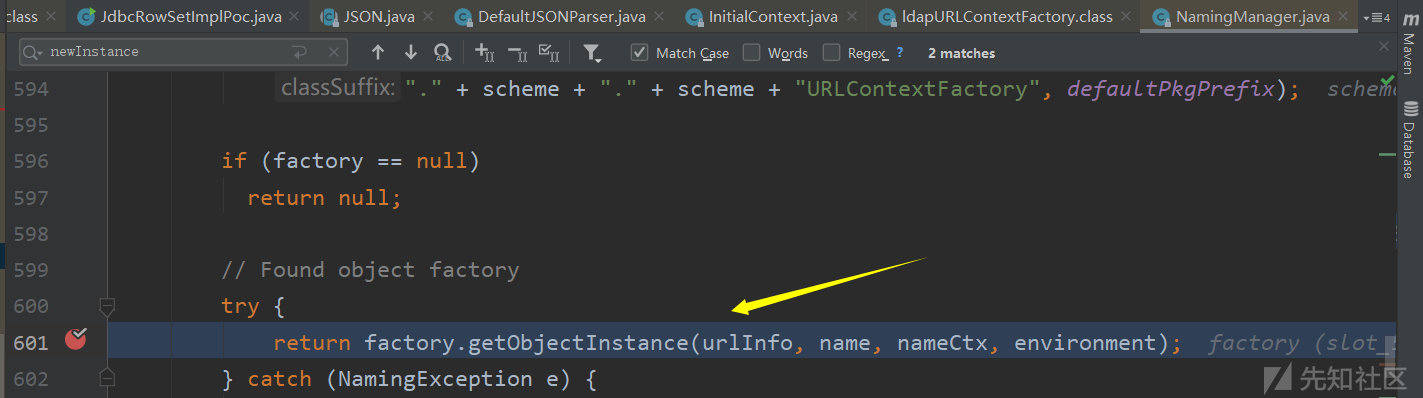 class JdbcRowSetImplPoc.java JSON.java DefaultJSONParser.java InitialContext.java ldapURLContextFactory.class NamingManager.java 4
newInstance Match Case Words Regex ? 2 matches
594 classSuffix: "." + scheme + "." + scheme + "URLContextFactory", defaultPkgPrefix); scheme
595
596 if (factory == null)
597 return null;
598
599 // Found object factory
600 try {
601 return factory.getObjectInstance(urlInfo, name, nameCtx, environment); factory (slot_
602 } catch (NamingException e) {
m
Maven
Database
先知社区